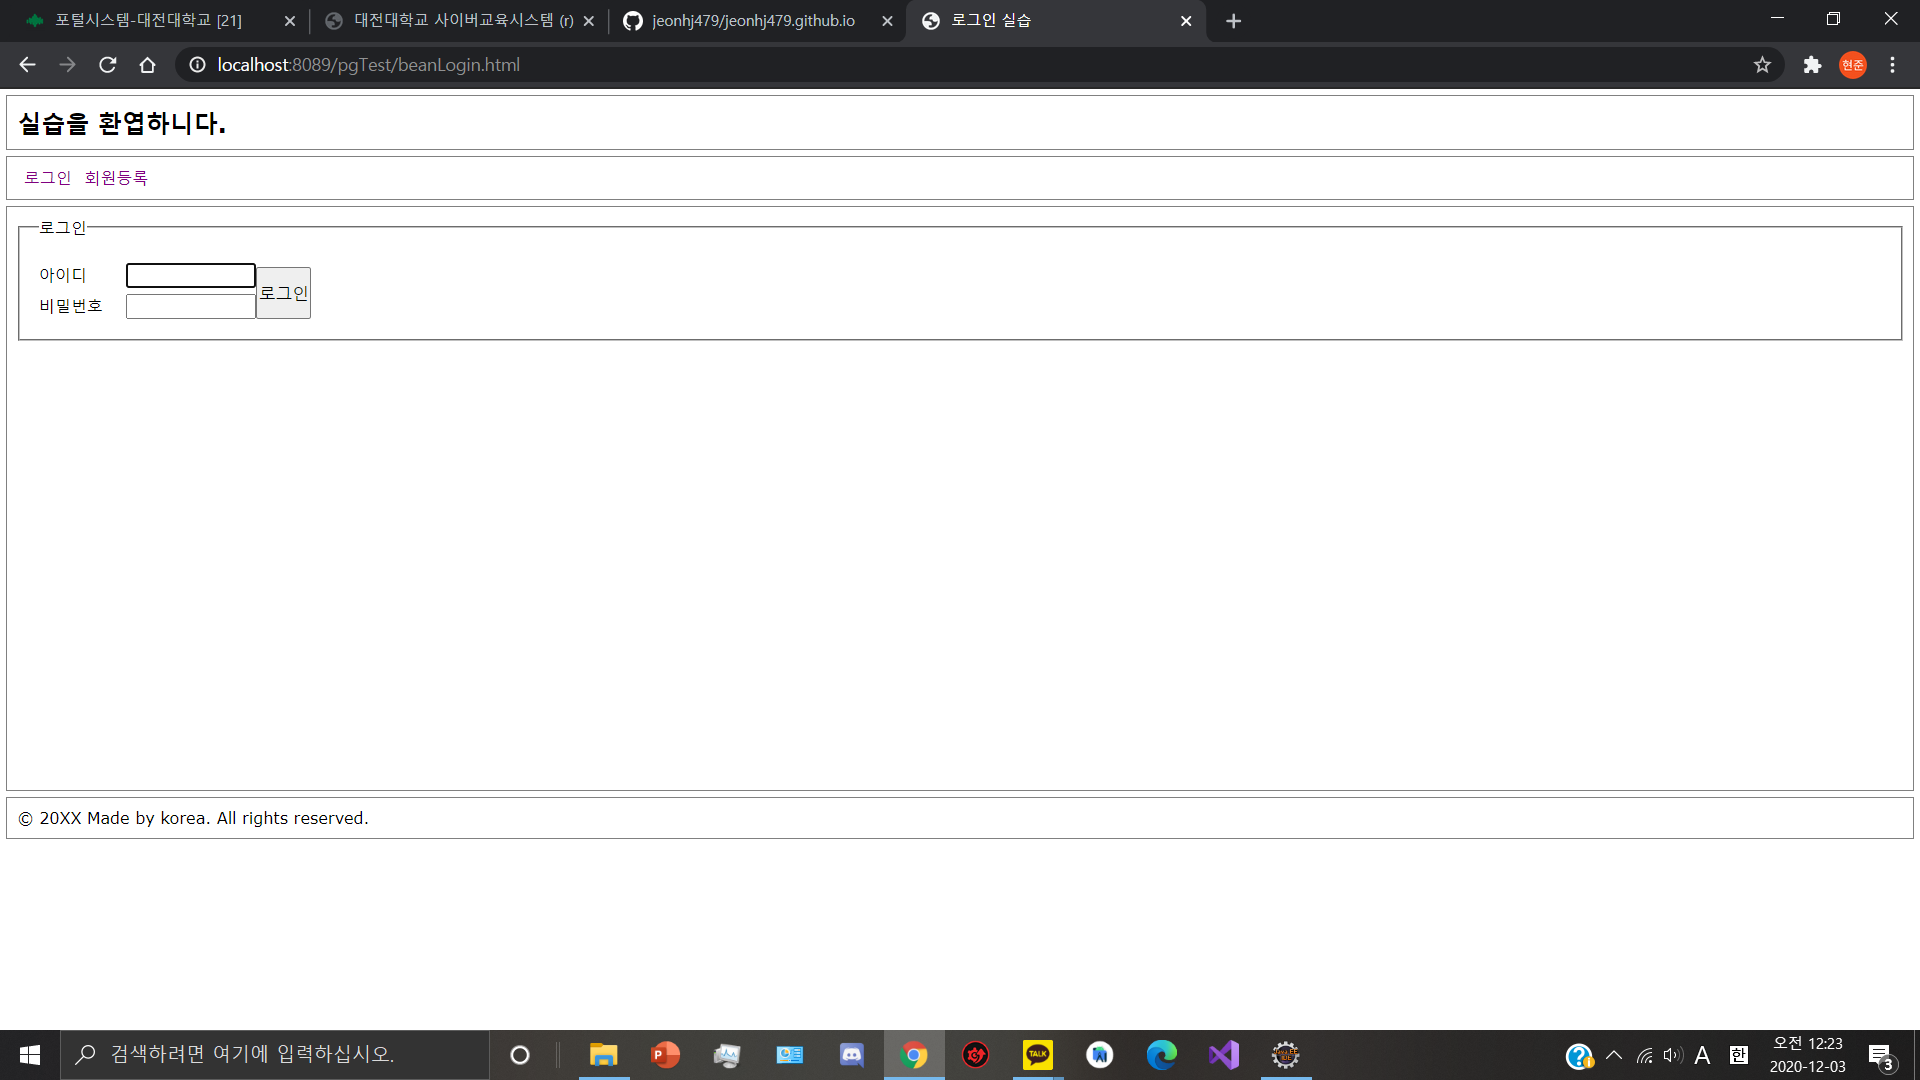 포털시스템-대전대학교 [21]
대전대학교 사이버교육시스템 (r)
jeonhj479/jeonhj479.github.io
로그인 실습
localhost:8089/pgTest/beanLogin.html
현준
실습을 환엽하니다.
로그인 회원등록
로그인
아이디
비밀번호
로그인
© 20XX Made by korea. All rights reserved.
검색하려면 여기에 입력하십시오.
P
TALK
A
한
오전 12:23
2020-12-03
3